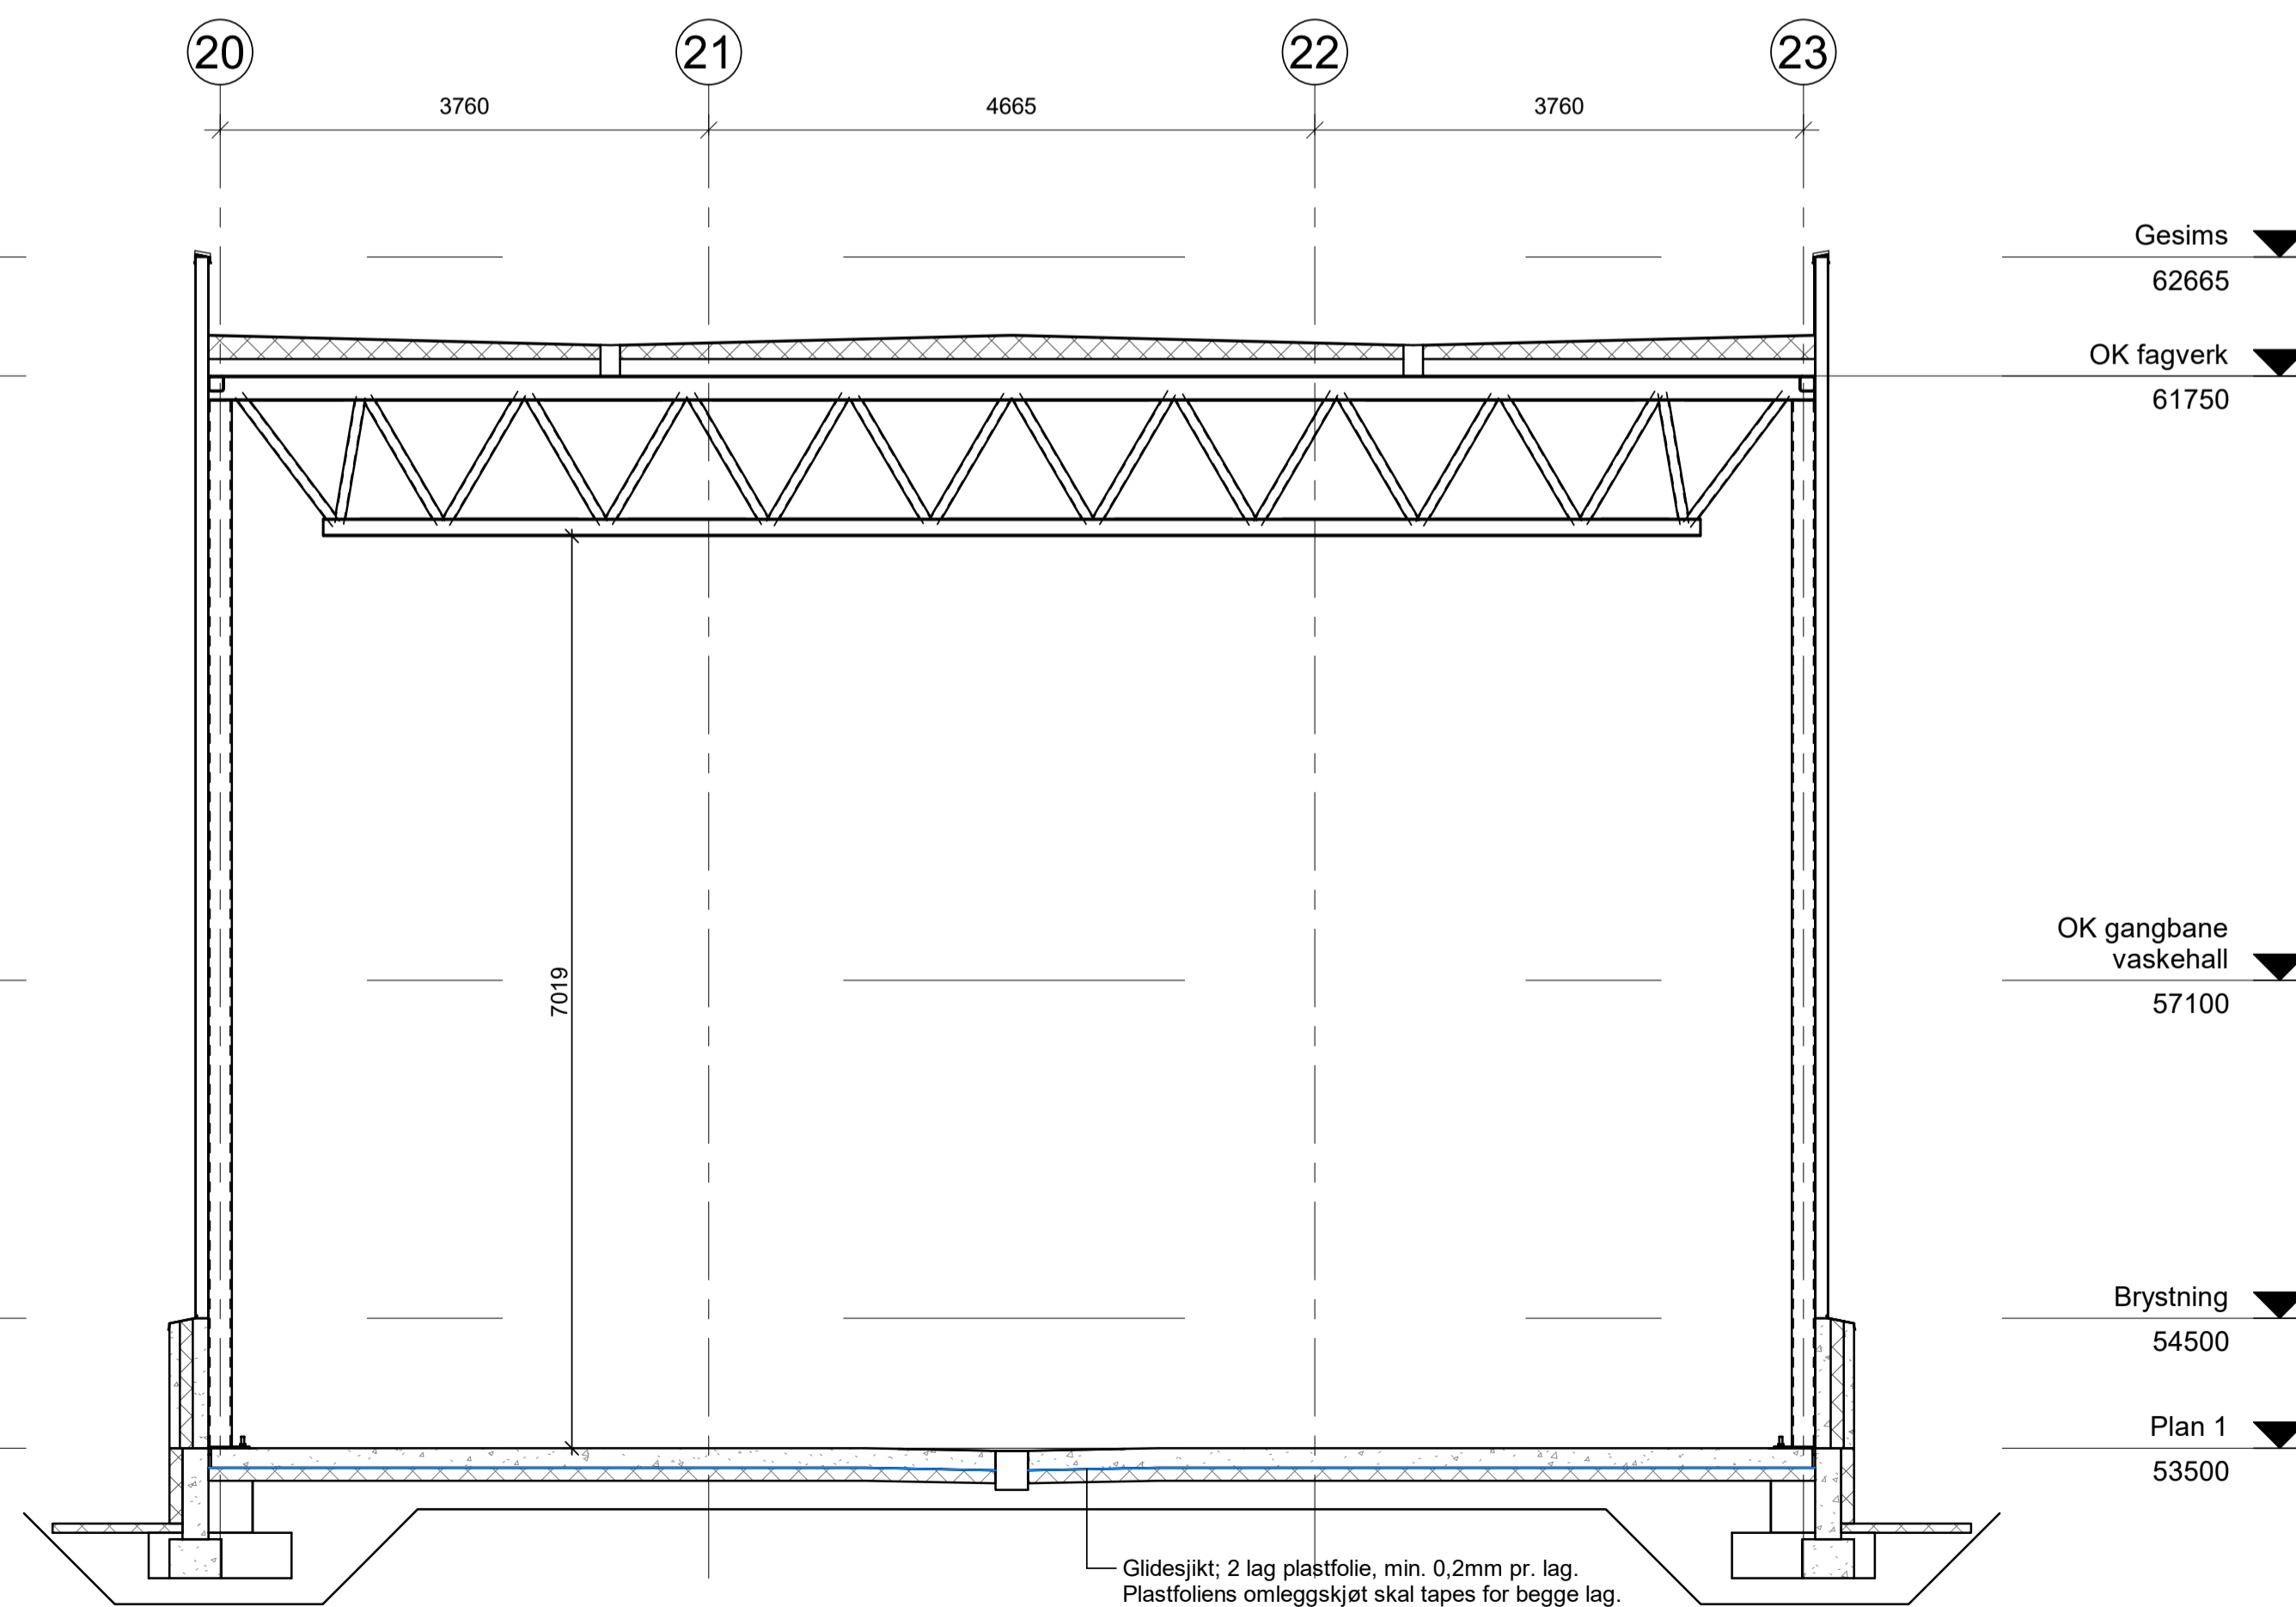 20
21
22
23
3760
4665
3760
Gesims
62665
OK fagverk
61750
OK gangbane
vaskehall
57100
7019
Brystning
54500
Plan 1
53500
Glidesjikt; 2 lag plastfolie, min. 0,2mm pr. lag.
Plastfoliens omleggskjøt skal tapes for begge lag.